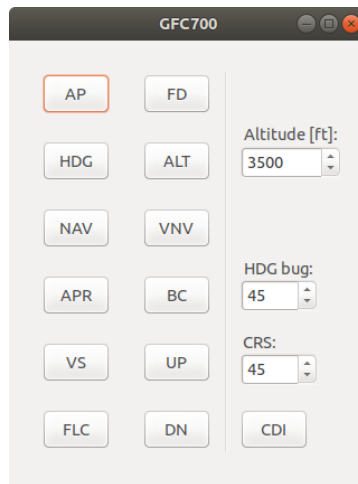 GFC700
AP FD
Altitude [ft]:
HDG ALT 3500
NAV VNV
HDG bug:
APR BC 45
CRS:
VS UP 45
FLC DN CDI